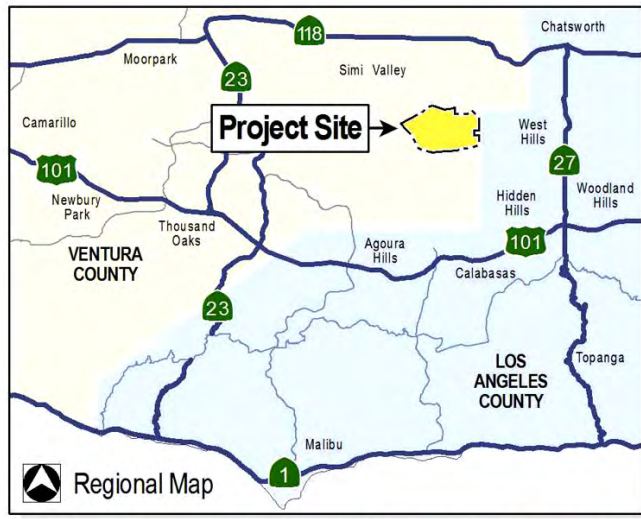 Chatsworth
118
Moorpark
Simi Valley
23
Project Site
Camarillo
West
Hills
101
27
Newbury
Park
Hidden
Hills
Woodland
Hills
Thousand
Oaks
Agoura
Hills
101
Calabasas
VENTURA
COUNTY
23
LOS
ANGELES
COUNTY
Topanga
Malibu
1
Regional Map